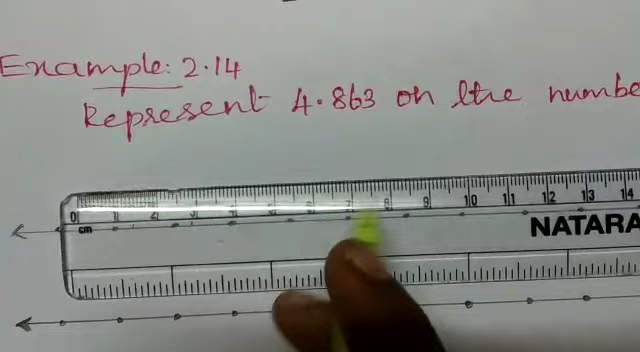 Example: 2.14
Represent 4.863 on the numbe
0 1 2 3 4 5 6 7 8 9 10 11 12 13 14
cm
NATARA